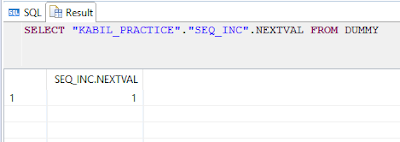 SQL Result
SELECT "KABIL_PRACTICE"."SEQ_INC".NEXTVAL FROM DUMMY
SEQ_INC.NEXTVAL
1 1